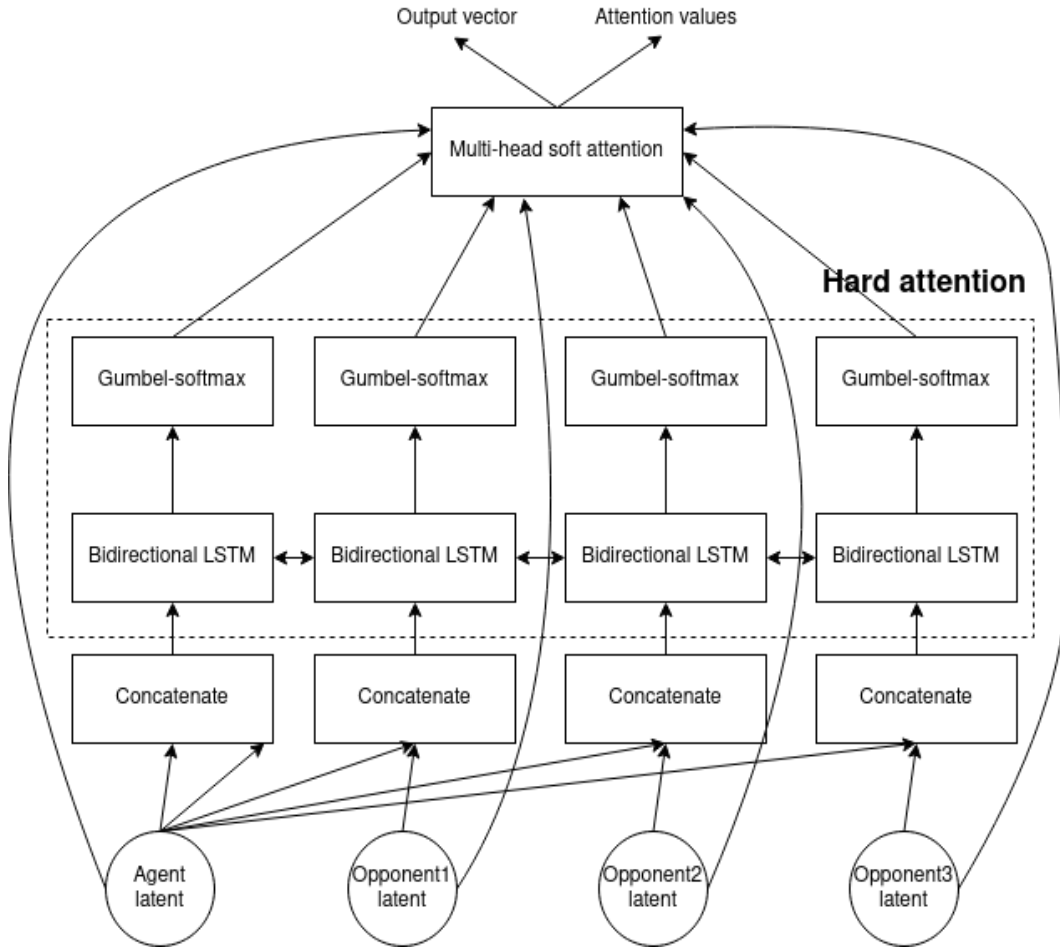 Output vector
Attention values
Multi-head soft attention
Hard attention
Gumbel-softmax
Gumbel-softmax
Gumbel-softmax
Gumbel-softmax
Bidirectional LSTM
Bidirectional LSTM
Bidirectional LSTM
Bidirectional LSTM
Concatenate
Concatenate
Concatenate
Concatenate
Agent
latent
Opponent1
latent
Opponent2
latent
Opponent3
latent